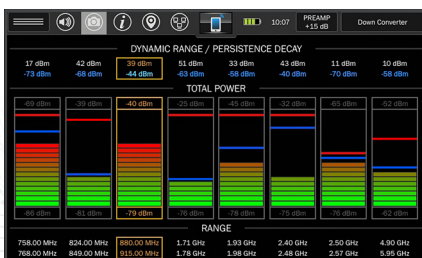 10:07 PREAMP +15 dB Down Converter
DYNAMIC RANGE / PERSISTENCE DECAY
17 dBm 42 dBm 39 dBm 51 dBm 33 dBm 43 dBm 11 dBm 10 dBm
-73 dBm -68 dBm -44 dBm -63 dBm -58 dBm -40 dBm -70 dBm -58 dBm
TOTAL POWER
-69 dBm -39 dBm -40 dBm -25 dBm -45 dBm -32 dBm -65 dBm -52 dBm
-86 dBm -81 dBm -79 dBm -76 dBm -78 dBm -75 dBm -76 dBm -62 dBm
RANGE
758.00 MHz 824.00 MHz 880.00 MHz 1.71 GHz 1.93 GHz 2.40 GHz 2.50 GHz 4.90 GHz
768.00 MHz 849.00 MHz 915.00 MHz 1.78 GHz 1.98 GHz 2.48 GHz 2.57 GHz 5.95 GHz